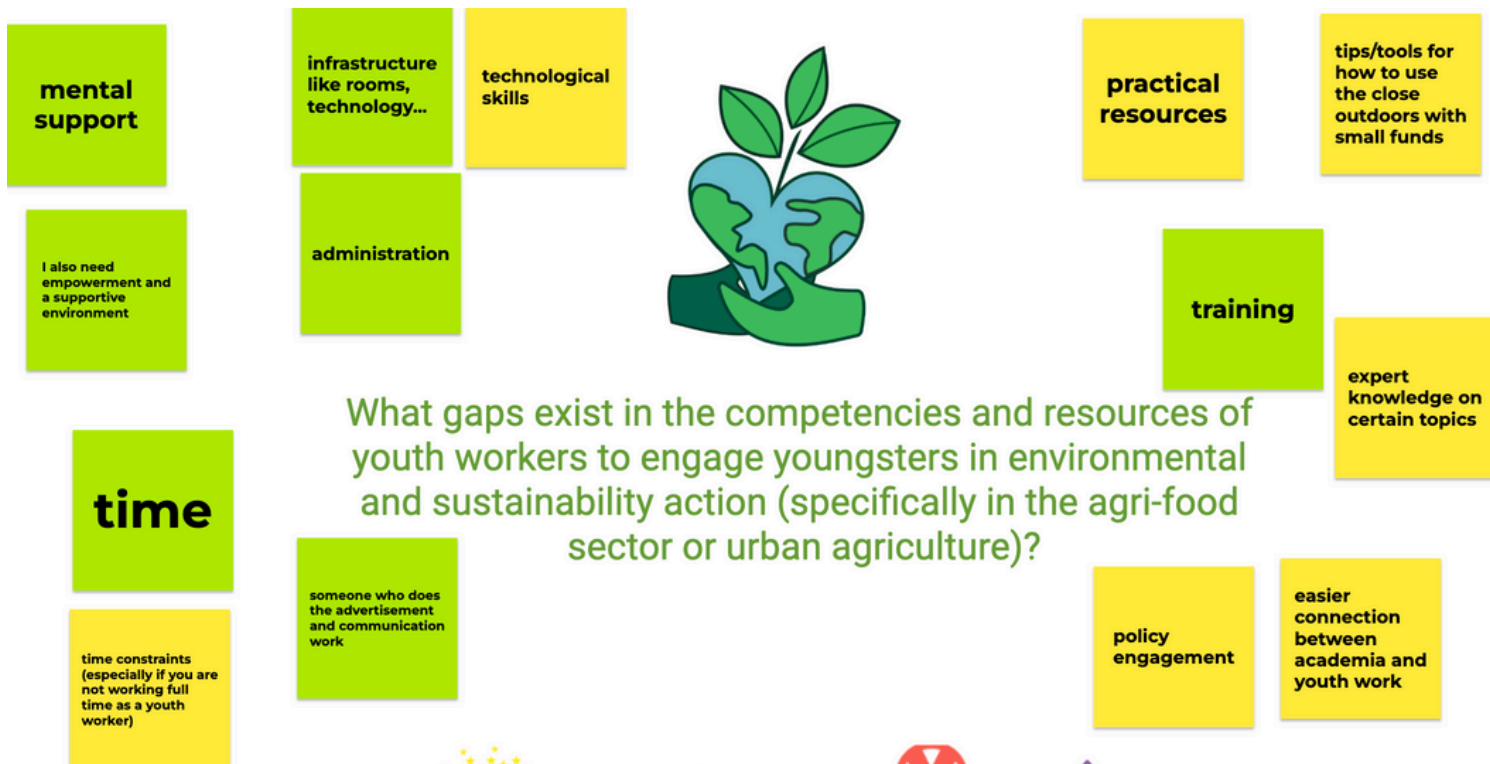 mental
support
infrastructure
like rooms,
technology...
technological
skills
practical
resources
tips/tools for
how to use
the close
outdoors with
small funds
I also need
empowerment and
a supportive
environment
administration
training
expert
knowledge on
certain topics
What gaps exist in the competencies and resources of
youth workers to engage youngsters in environmental
and sustainability action (specifically in the agri-food
sector or urban agriculture)?
time
time constraints
(especially if you are
not working full
time as a youth
worker)
someone who does
the advertisement
and communication
work
policy
engagement
easier
connection
between
academia and
youth work